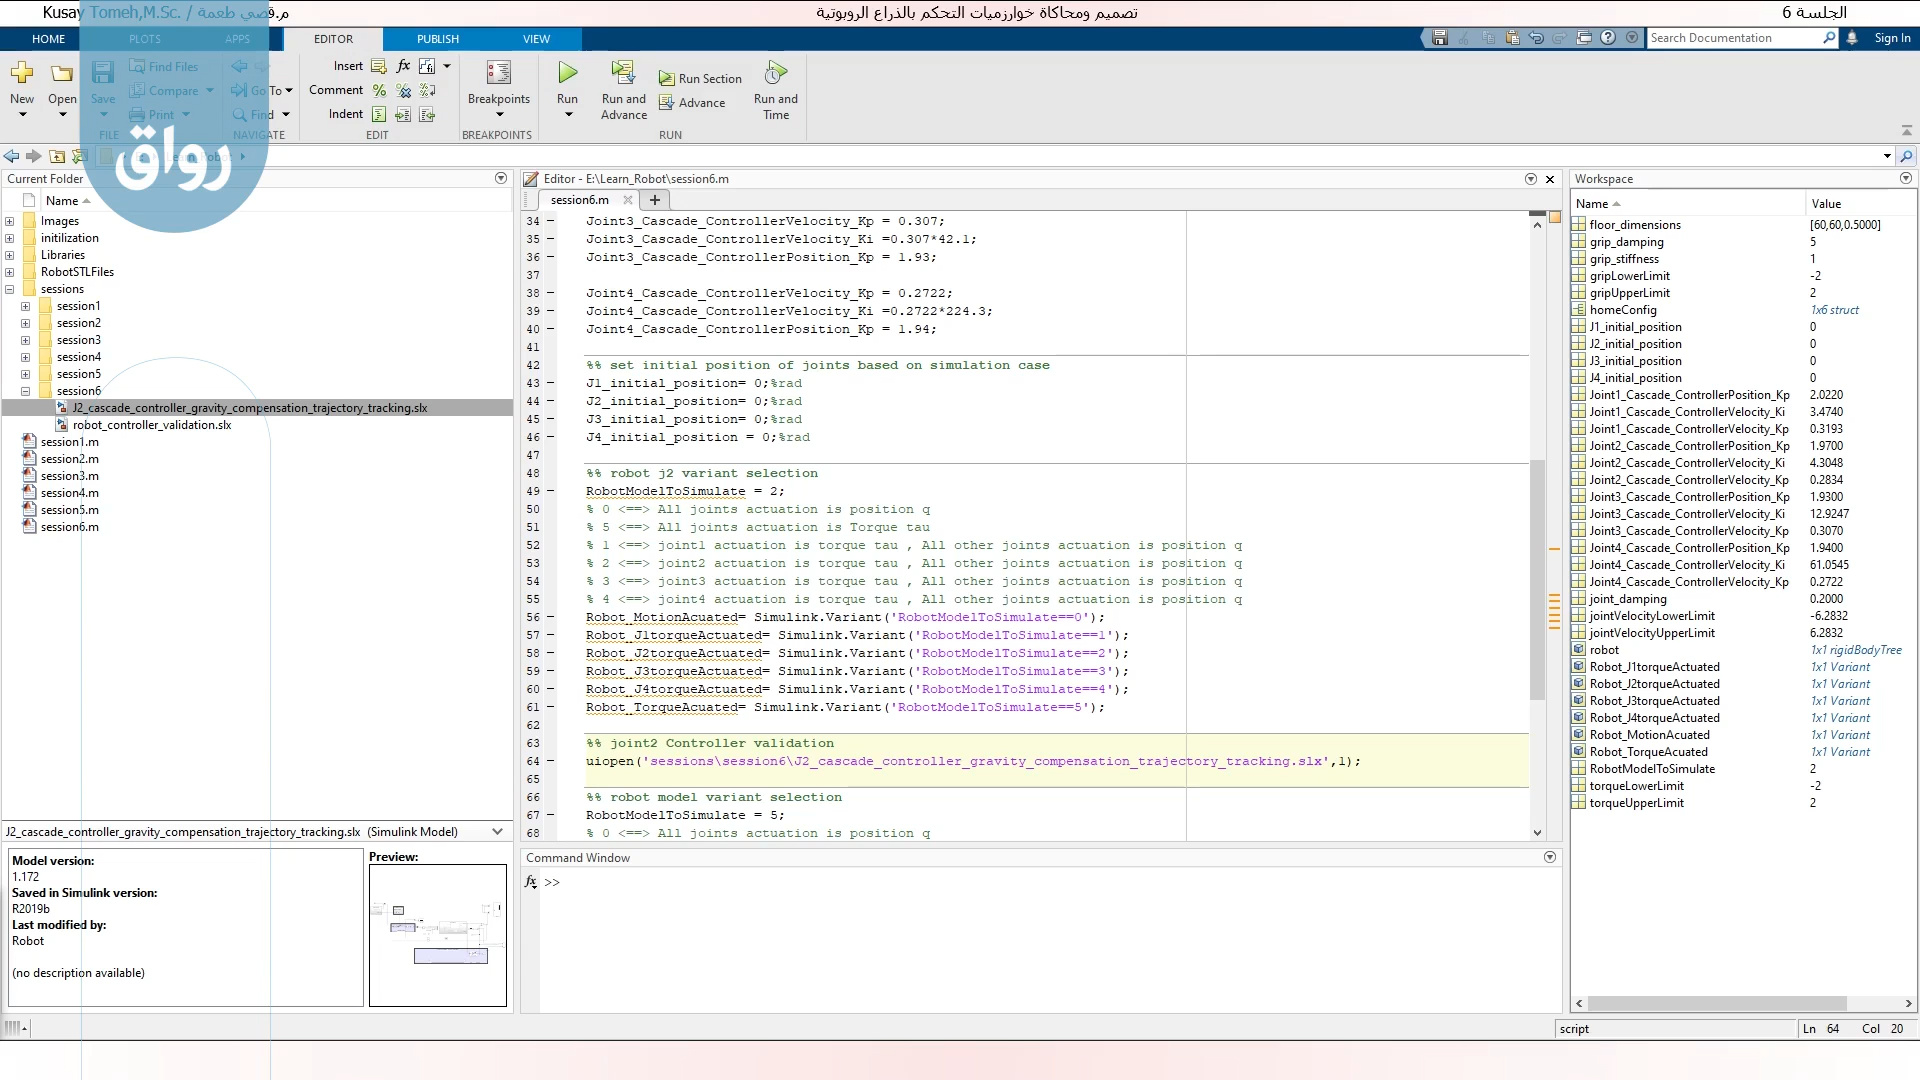 Kusay Tomeh,M.Sc. / م.قصي طعمة
تصميم ومحاكاة خوارزميات التحكم بالذراع الروبوتية
الجلسة 6
HOME PLOTS APPS EDITOR PUBLISH VIEW
Search Documentation
Sign In
New Open Save
Find Files
Compare
Print
FILE
Go To
Find
NAVIGATE
Insert
Comment
Indent
EDIT
Breakpoints
BREAKPOINTS
Run
Run and Advance
Run Section
Advance
Run and Time
RUN
رواق
Current Folder
Name
Images
initilization
Libraries
RobotSTLFiles
sessions
session1
session2
session3
session4
session5
session6
J2_cascade_controller_gravity_compensation_trajectory_tracking.slx
robot_controller_validation.slx
session1.m
session2.m
session3.m
session4.m
session5.m
session6.m
J2_cascade_controller_gravity_compensation_trajectory_tracking.slx (Simulink Model)
Model version:
1.172
Saved in Simulink version:
R2019b
Last modified by:
Robot
(no description available)
Preview:
Editor - E:\Learn_Robot\session6.m
session6.m
34 Joint3_Cascade_ControllerVelocity_Kp = 0.307;
35 Joint3_Cascade_ControllerVelocity_Ki =0.307*42.1;
36 Joint3_Cascade_ControllerPosition_Kp = 1.93;
37
38 Joint4_Cascade_ControllerVelocity_Kp = 0.2722;
39 Joint4_Cascade_ControllerVelocity_Ki =0.2722*224.3;
40 Joint4_Cascade_ControllerPosition_Kp = 1.94;
41
42 %% set initial position of joints based on simulation case
43 J1_initial_position= 0;%rad
44 J2_initial_position= 0;%rad
45 J3_initial_position= 0;%rad
46 J4_initial_position = 0;%rad
47
48 %% robot j2 variant selection
49 RobotModelToSimulate = 2;
50 % 0 <==> All joints actuation is position q
51 % 5 <==> All joints actuation is Torque tau
52 % 1 <==> joint1 actuation is torque tau , All other joints actuation is position q
53 % 2 <==> joint2 actuation is torque tau , All other joints actuation is position q
54 % 3 <==> joint3 actuation is torque tau , All other joints actuation is position q
55 % 4 <==> joint4 actuation is torque tau , All other joints actuation is position q
56 Robot_MotionAcuated= Simulink.Variant('RobotModelToSimulate==0');
57 Robot_J1torqueActuated= Simulink.Variant('RobotModelToSimulate==1');
58 Robot_J2torqueActuated= Simulink.Variant('RobotModelToSimulate==2');
59 Robot_J3torqueActuated= Simulink.Variant('RobotModelToSimulate==3');
60 Robot_J4torqueActuated= Simulink.Variant('RobotModelToSimulate==4');
61 Robot_TorqueAcuated= Simulink.Variant('RobotModelToSimulate==5');
62
63 %% joint2 Controller validation
64 uiopen('sessions\session6\J2_cascade_controller_gravity_compensation_trajectory_tracking.slx',1);
65
66 %% robot model variant selection
67 RobotModelToSimulate = 5;
68 % 0 <==> All joints actuation is position q
Command Window
fx >>
Workspace
Name Value
floor_dimensions [60,60,0.5000]
grip_damping 5
grip_stiffness 1
gripLowerLimit -2
gripUpperLimit 2
homeConfig 1x6 struct
J1_initial_position 0
J2_initial_position 0
J3_initial_position 0
J4_initial_position 0
Joint1_Cascade_ControllerPosition_Kp 2.0220
Joint1_Cascade_ControllerVelocity_Ki 3.4740
Joint1_Cascade_ControllerVelocity_Kp 0.3193
Joint2_Cascade_ControllerPosition_Kp 1.9700
Joint2_Cascade_ControllerVelocity_Ki 4.3048
Joint2_Cascade_ControllerVelocity_Kp 0.2834
Joint3_Cascade_ControllerPosition_Kp 1.9300
Joint3_Cascade_ControllerVelocity_Ki 12.9247
Joint3_Cascade_ControllerVelocity_Kp 0.3070
Joint4_Cascade_ControllerPosition_Kp 1.9400
Joint4_Cascade_ControllerVelocity_Ki 61.0545
Joint4_Cascade_ControllerVelocity_Kp 0.2722
joint_damping 0.2000
jointVelocityLowerLimit -6.2832
jointVelocityUpperLimit 6.2832
robot 1x1 rigidBodyTree
Robot_J1torqueActuated 1x1 Variant
Robot_J2torqueActuated 1x1 Variant
Robot_J3torqueActuated 1x1 Variant
Robot_J4torqueActuated 1x1 Variant
Robot_MotionAcuated 1x1 Variant
Robot_TorqueAcuated 1x1 Variant
RobotModelToSimulate 2
torqueLowerLimit -2
torqueUpperLimit 2
script
Ln 64 Col 20